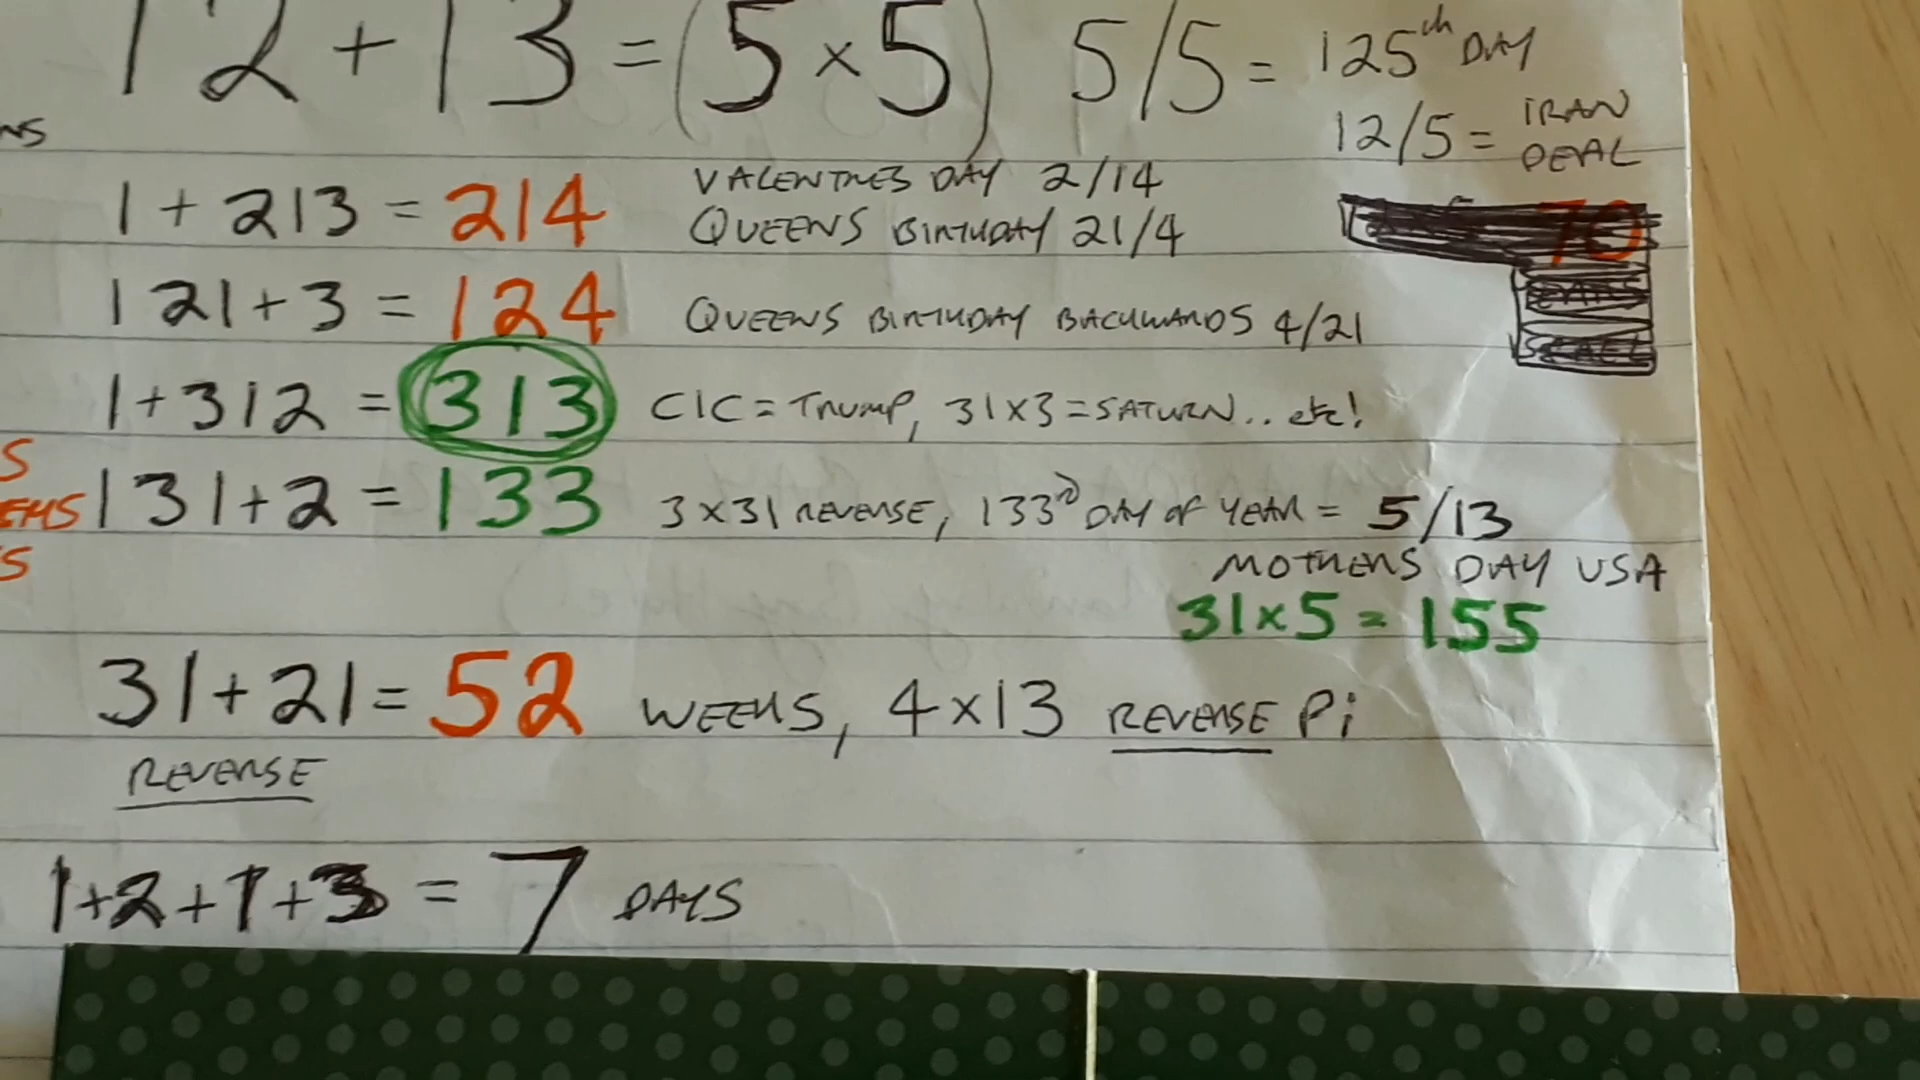 12 + 13 = (5 × 5) 5/5 = 125th DAY
12/5 = IRAN DEAL
1 + 213 = 214 VALENTINES DAY 2/14
QUEENS BIRTHDAY 21/4
121 + 3 = 124 QUEENS BIRTHDAY BACKWARDS 4/21
1 + 312 = 313 CIC = TRUMP, 31 x 3 = SATURN.. etc!
131 + 2 = 133 3 x 31 REVERSE, 133rd DAY OF YEAR = 5/13
MOTHERS DAY USA
31 x 5 = 155
31 + 21 = 52 WEEKS, 4 x 13 REVERSE Pi
REVERSE
1+2+1+3 = 7 DAYS